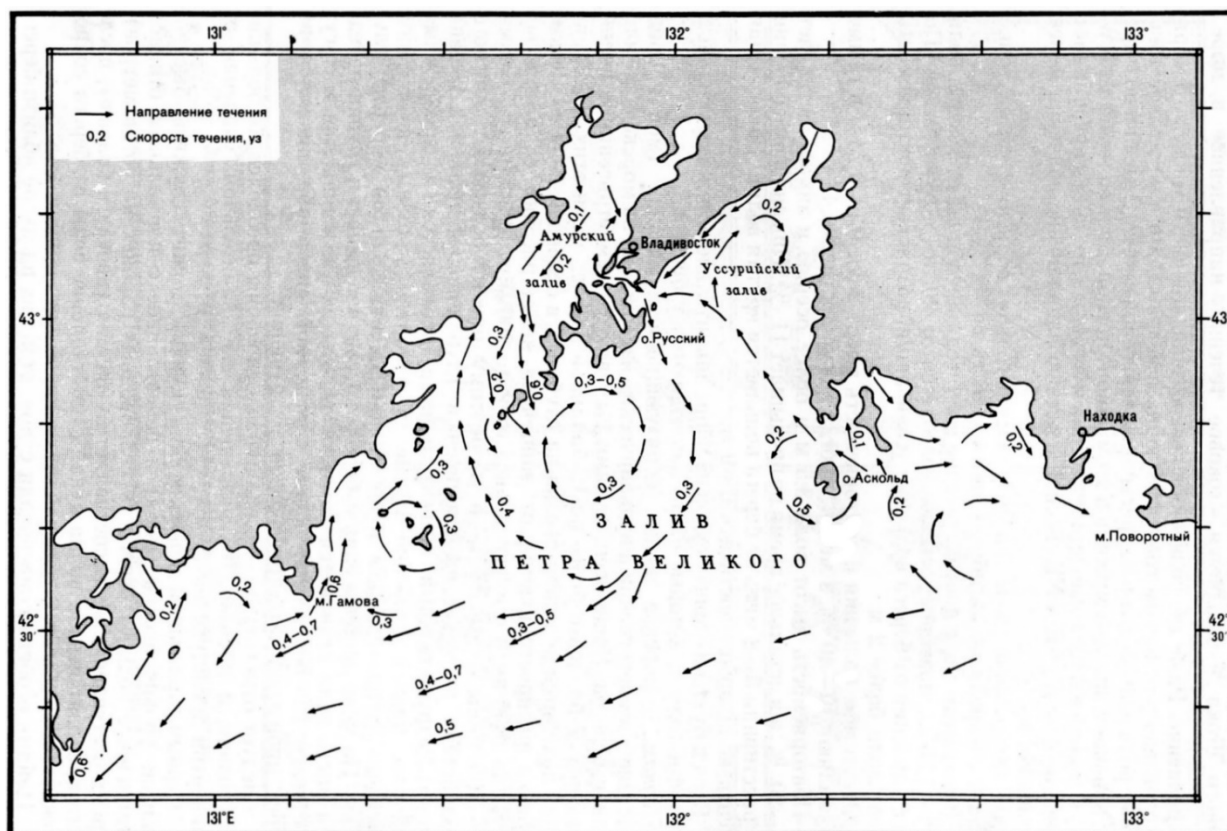 131°
132°
133°
Направление течения
0,2 Скорость течения, уз
0,2
0,1
Амурский
Владивосток
0,2
Уссурийский
залив
залив
43°
43
о.Русский
0,3
0,2
0,6
0,3–0,5
Находка
0,2
0,1
0,2
0,3
о.Аскольд
0,3
0,3
0,4
0,5
0,2
0,3
ЗАЛИВ
м.Поворотный
ПЕТРА ВЕЛИКОГО
0,2
0,6
м.Гамова
0,2
0,3
0,3–0,5
42°
30'
42°
30'
0,4–0,7
0,4–0,7
0,5
0,6
131°E
132°
133°